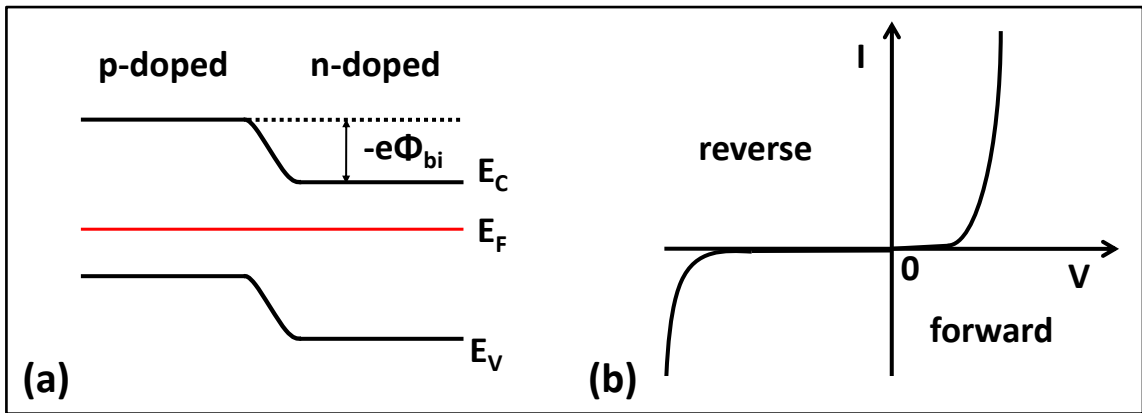 p-doped n-doped
-eΦbi
EC
EF
EV
(a)
I
reverse
0
V
forward
(b)